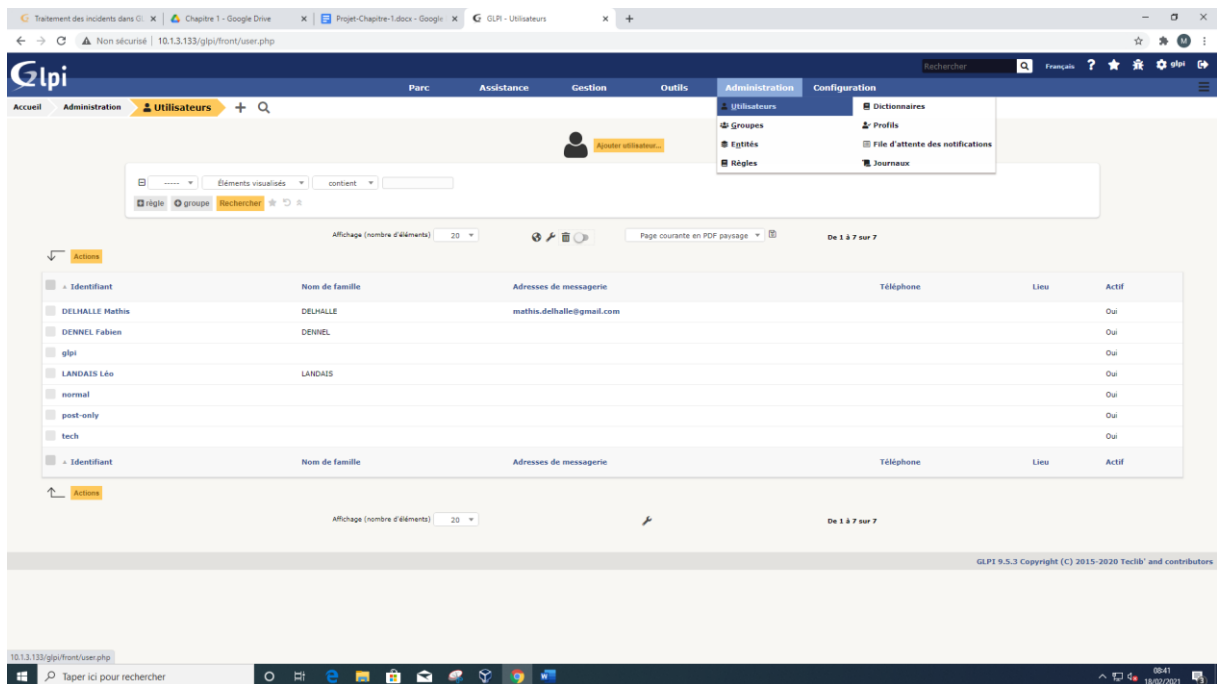 Traitement des incidents dans GL
Chapitre 1 - Google Drive
Projet-Chapitre-1.docx - Google
GLPI - Utilisateurs
Non sécurisé | 10.1.3.133/glpi/front/user.php
M
Glpi
Rechercher
Français
?
glpi
Parc
Assistance
Gestion
Outils
Administration
Configuration
Accueil
Administration
Utilisateurs
Utilisateurs
Dictionnaires
Groupes
Profils
Entités
File d'attente des notifications
Règles
Journaux
Ajouter utilisateur...
-----
Éléments visualisés
contient
règle
groupe
Rechercher
Affichage (nombre d'éléments) 20
Page courante en PDF paysage
De 1 à 7 sur 7
Actions
Identifiant Nom de famille Adresses de messagerie Téléphone Lieu Actif
DELHALLE Mathis DELHALLE mathis.delhalle@gmail.com Oui
DENNEL Fabien DENNEL Oui
glpi Oui
LANDAIS Léo LANDAIS Oui
normal Oui
post-only Oui
tech Oui
Identifiant Nom de famille Adresses de messagerie Téléphone Lieu Actif
Actions
Affichage (nombre d'éléments) 20
De 1 à 7 sur 7
GLPI 9.5.3 Copyright (C) 2015-2020 Teclib' and contributors
10.1.3.133/glpi/front/user.php
Taper ici pour rechercher
08:41
18/02/2021